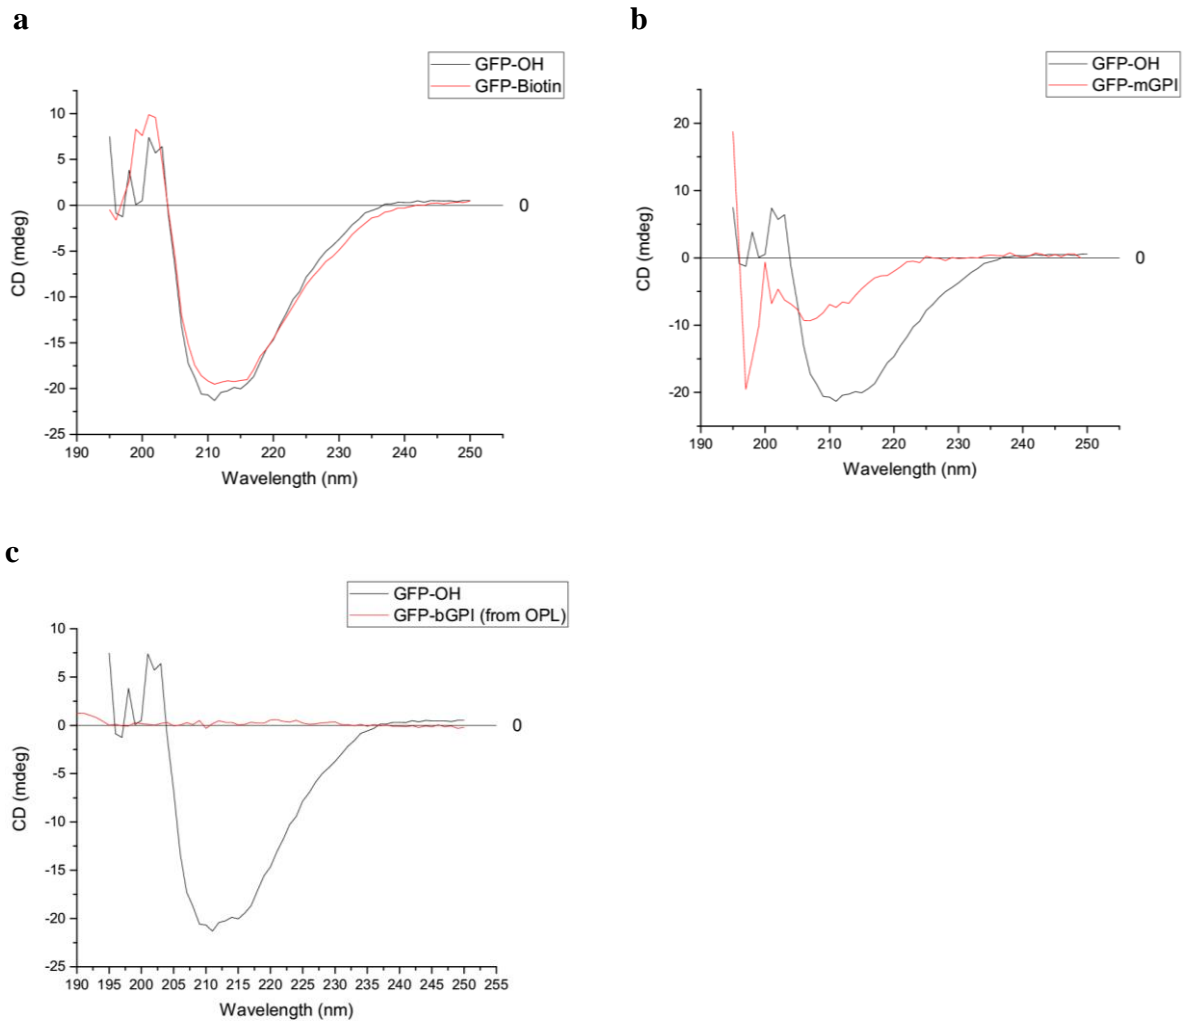 a
GFP-OH
GFP-Biotin
10
5
0
-5
-10
-15
-20
-25
0
CD (mdeg)
190 200 210 220 230 240 250
Wavelength (nm)
b
GFP-OH
GFP-mGPI
20
10
0
-10
-20
0
CD (mdeg)
190 200 210 220 230 240 250
Wavelength (nm)
c
GFP-OH
GFP-bGPI (from OPL)
10
5
0
-5
-10
-15
-20
-25
0
CD (mdeg)
190 195 200 205 210 215 220 225 230 235 240 245 250 255
Wavelength (nm)